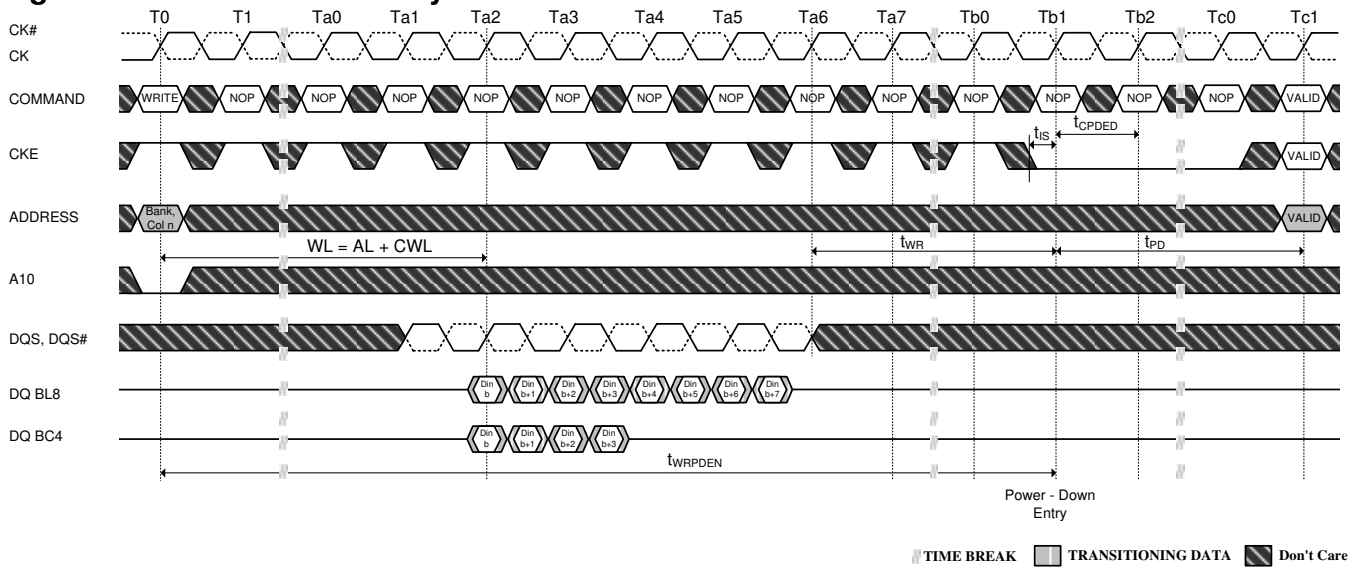 T0 T1 Ta0 Ta1 Ta2 Ta3 Ta4 Ta5 Ta6 Ta7 Tb0 Tb1 Tb2 Tc0 Tc1
CK#
CK
COMMAND WRITE NOP NOP NOP NOP NOP NOP NOP NOP NOP NOP NOP NOP NOP VALID
tIS tCPDED
CKE VALID
ADDRESS Bank, Col n VALID
WL = AL + CWL tWR tPD
A10
DQS, DQS#
DQ BL8 Din b Din b+1 Din b+2 Din b+3 Din b+4 Din b+5 Din b+6 Din b+7
DQ BC4 Din b Din b+1 Din b+2 Din b+3
tWRPDEN
Power - Down
Entry
TIME BREAK TRANSITIONING DATA Don't Care